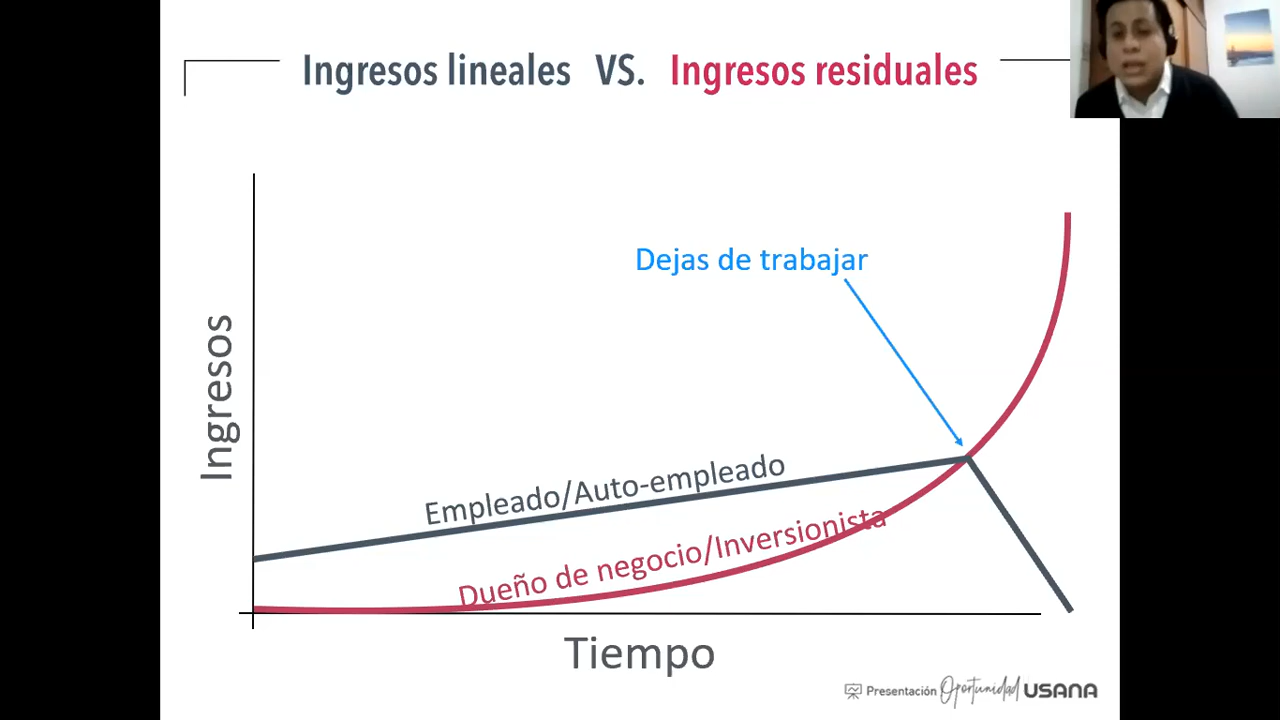 Ingresos lineales VS. Ingresos residuales
Dejas de trabajar
Ingresos
Empleado/Auto-empleado
Dueño de negocio/Inversionista
Tiempo
Presentación Oportunidad USANA